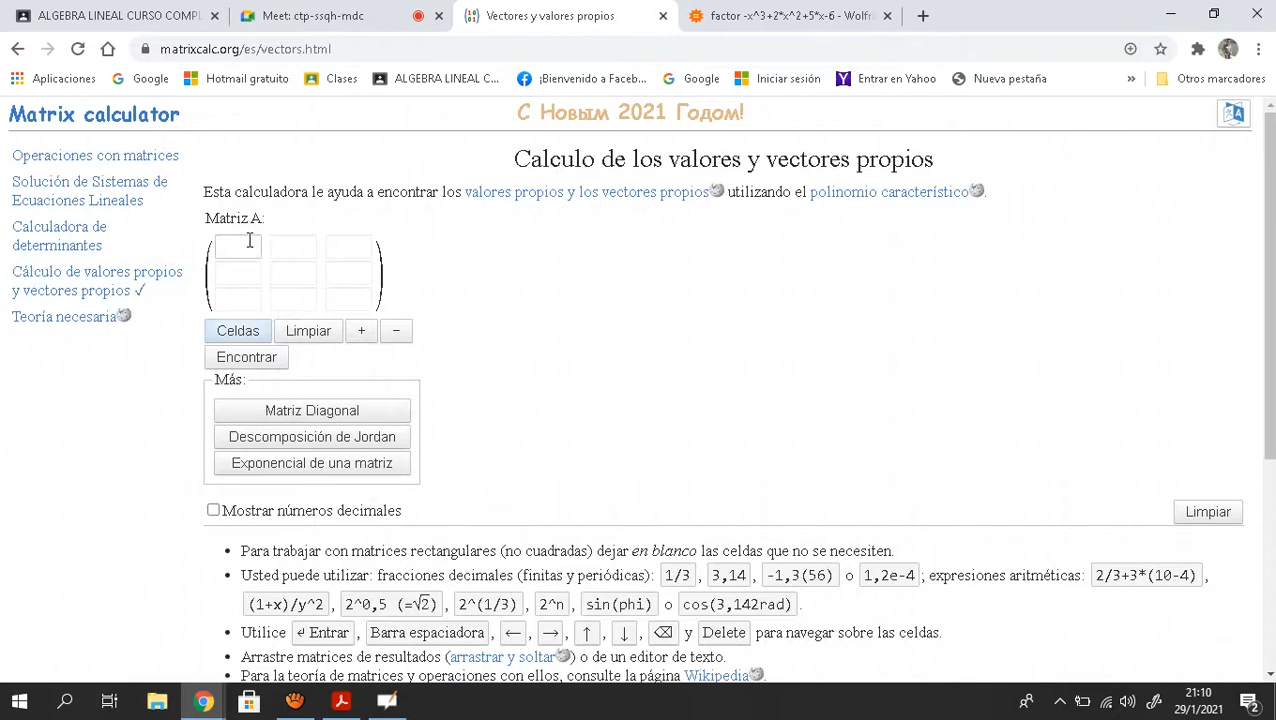 ALGEBRA LINEAL CURSO COMPL
Meet: ctp-ssqh-mdc
Vectores y valores propios
factor -x^3+2*x^2+5*x-6 - Wolfr
matrixcalc.org/es/vectors.html
Aplicaciones
Google
Hotmail gratuito
Clases
ALGEBRA LINEAL C...
¡Bienvenido a Faceb...
Google
Iniciar sesión
Entrar en Yahoo
Nueva pestaña
»
Otros marcadores
Matrix calculator
С Новым 2021 Годом!
Operaciones con matrices
Solución de Sistemas de
Ecuaciones Lineales
Calculadora de
determinantes
Cálculo de valores propios
y vectores propios ✓
Teoría necesaria
Calculo de los valores y vectores propios
Esta calculadora le ayuda a encontrar los valores propios y los vectores propios utilizando el polinomio característico.
Matriz A:
Celdas Limpiar + −
Encontrar
Más:
Matriz Diagonal
Descomposición de Jordan
Exponencial de una matriz
Mostrar números decimales
Limpiar
• Para trabajar con matrices rectangulares (no cuadradas) dejar en blanco las celdas que no se necesiten.
• Usted puede utilizar: fracciones decimales (finitas y periódicas): 1/3, 3,14, -1,3(56) o 1,2e-4; expresiones aritméticas: 2/3+3*(10-4),
(1+x)/y^2, 2^0,5 (=√2), 2^(1/3), 2^n, sin(phi) o cos(3,142rad).
• Utilice ↵ Entrar, Barra espaciadora, ←, →, ↑, ↓, ⌫ y Delete para navegar sobre las celdas.
• Arrastre matrices de resultados (arrastrar y soltar) o de un editor de texto.
• Para la teoría de matrices y operaciones con ellos, consulte la página Wikipedia.
21:10
29/1/2021
2